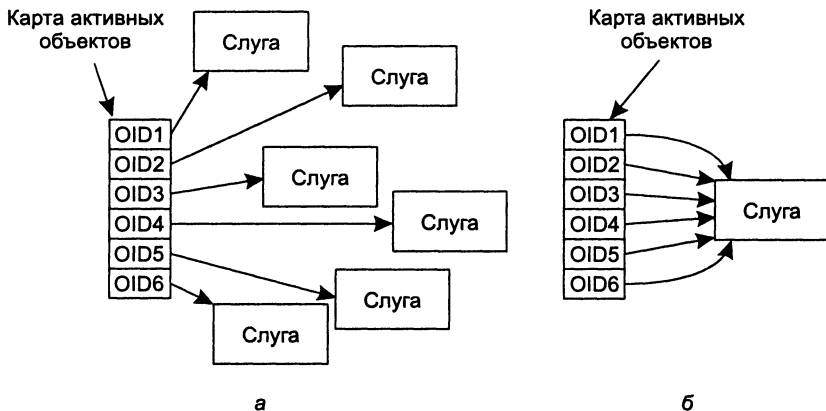 Карта активных
объектов
Слуга
Слуга
OID1
OID2
OID3
OID4
OID5
OID6
Слуга
Слуга
Слуга
Слуга
а
Карта активных
объектов
OID1
OID2
OID3
OID4
OID5
OID6
Слуга
б